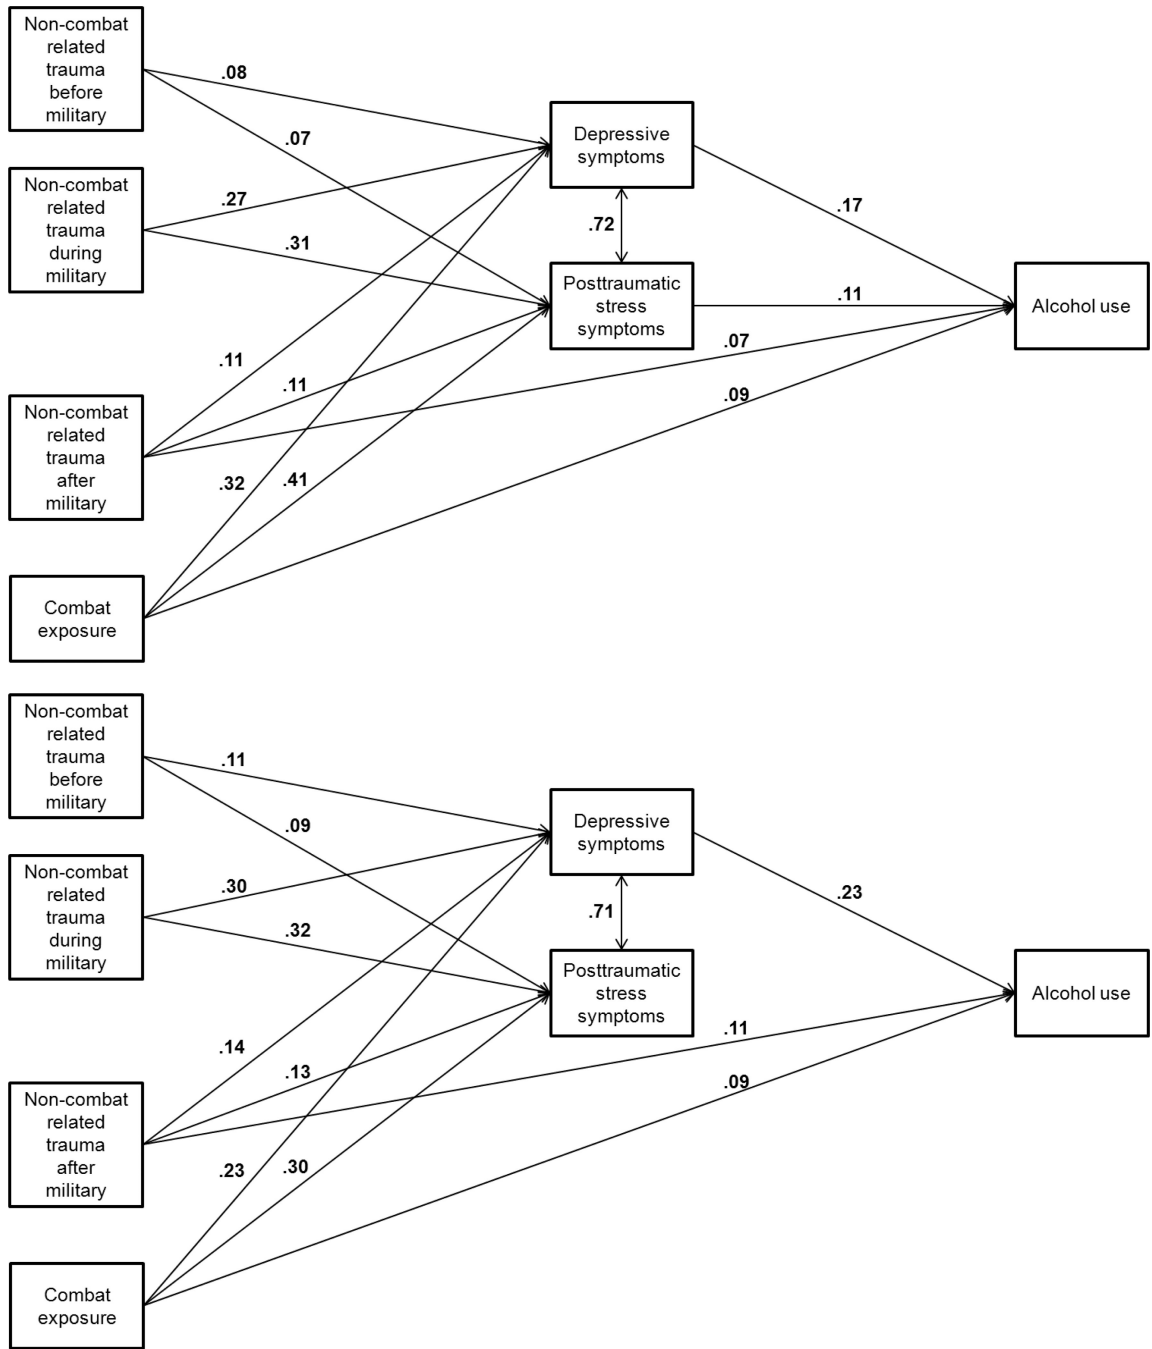 Non-combat
related
trauma
before
military
.08
.07
Non-combat
related
trauma
during
military
.27
.31
Depressive
symptoms
.17
.72
Posttraumatic
stress
symptoms
.11
Alcohol use
.07
.09
.11
.11
Non-combat
related
trauma
after
military
.32
.41
Combat
exposure
Non-combat
related
trauma
before
military
.11
.09
Non-combat
related
trauma
during
military
.30
.32
Depressive
symptoms
.23
.71
Posttraumatic
stress
symptoms
Alcohol use
.11
.09
.14
.13
Non-combat
related
trauma
after
military
.23
.30
Combat
exposure